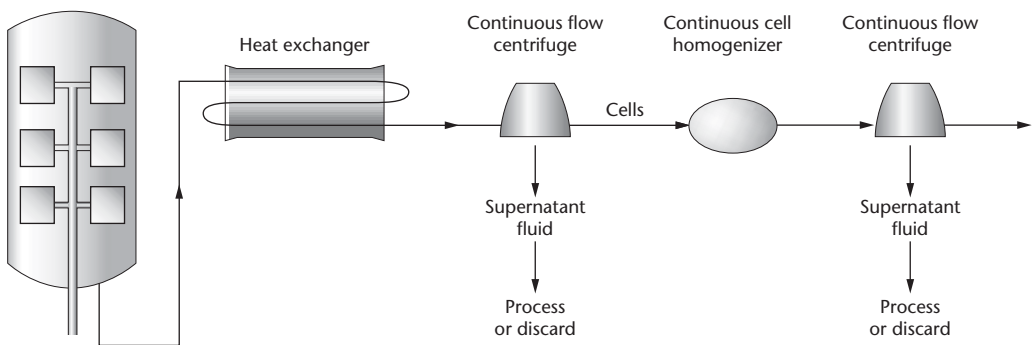 Heat exchanger
Continuous flow
centrifuge
Continuous cell
homogenizer
Continuous flow
centrifuge
Cells
Supernatant
fluid
Supernatant
fluid
Process
or discard
Process
or discard